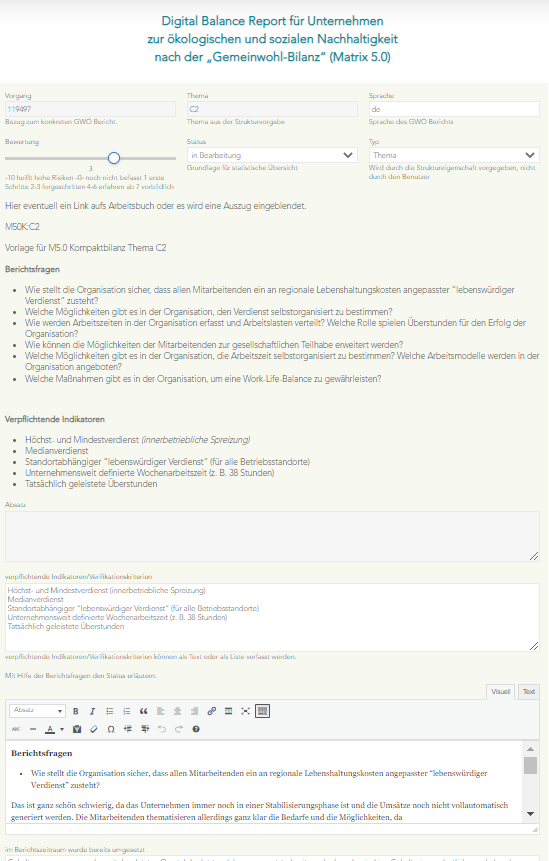 Digital Balance Report für Unternehmen
zur ökologischen und sozialen Nachhaltigkeit
nach der „Gemeinwohl-Bilanz“ (Matrix 5.0)
Vorgang Thema Sprache
119497 C2 de
Bezug zum konkreten GWO Bericht. Thema aus der Strukturvorgabe Sprache des GWO Berichts
Bewertung Status Typ
in Bearbeitung Thema
3 Grundlage für statistische Übersicht Wird durch die Struktureigenschaft vorgegeben, nicht
-10 heißt hohe Risiken -0- noch nicht befasst 1 erste durch den Benutzer
Schritte 2-3 forgeschritten 4-6 erfahren ab 7 vorbildlich
Hier eventuell ein Link aufs Arbeitsbuch oder es wird eine Auszug eingeblendet.
M50K:C2
Vorlage für M5.0 Kompaktbilanz Thema C2
Berichtsfragen
Wie stellt die Organisation sicher, dass allen Mitarbeitenden ein an regionale Lebenshaltungskosten angepasster “lebenswürdiger
Verdienst” zusteht?
Welche Möglichkeiten gibt es in der Organisation, den Verdienst selbstorganisiert zu bestimmen?
Wie werden Arbeitszeiten in der Organisation erfasst und Arbeitslasten verteilt? Welche Rolle spielen Überstunden für den Erfolg der
Organisation?
Wie können die Möglichkeiten der Mitarbeitenden zur gesellschaftlichen Teilhabe erweitert werden?
Welche Möglichkeiten gibt es in der Organisation, die Arbeitszeit selbstorganisiert zu bestimmen? Welche Arbeitsmodelle werden in der
Organisation angeboten?
Welche Maßnahmen gibt es in der Organisation, um eine Work-Life-Balance zu gewährleisten?
Verpflichtende Indikatoren
Höchst- und Mindestverdienst (innerbetriebliche Spreizung)
Medianverdienst
Standortabhängiger “lebenswürdiger Verdienst” (für alle Betriebsstandorte)
Unternehmensweit definierte Wochenarbeitszeit (z. B. 38 Stunden)
Tatsächlich geleistete Überstunden
Absatz
verpflichtende Indikatoren/Verifikationskriterien
Höchst- und Mindestverdienst (innerbetriebliche Spreizung)
Medianverdienst
Standortabhängiger “lebenswürdiger Verdienst” (für alle Betriebsstandorte)
Unternehmensweit definierte Wochenarbeitszeit (z. B. 38 Stunden)
Tatsächlich geleistete Überstunden
verpflichtende Indikatoren/Verifikationskriterien können als Text oder als Liste verfasst werden.
Mit Hilfe der Berichtsfragen den Status erläutern.
Visuell Text
Absatz B I
ABC A
Berichtsfragen
Wie stellt die Organisation sicher, dass allen Mitarbeitenden ein an regionale Lebenshaltungskosten angepasster “lebenswürdiger
Verdienst” zusteht?
Das ist ganz schön schwierig, da das Unternehmen immer noch in einer Stabilisierungsphase ist und die Umsätze noch nicht vollautomatisch
generiert werden. Die Mitarbeitenden thematisieren allerdings ganz klar die Bedarfe und die Möglichkeiten, da
im Berichtszeitraum wurde bereits umgesetzt